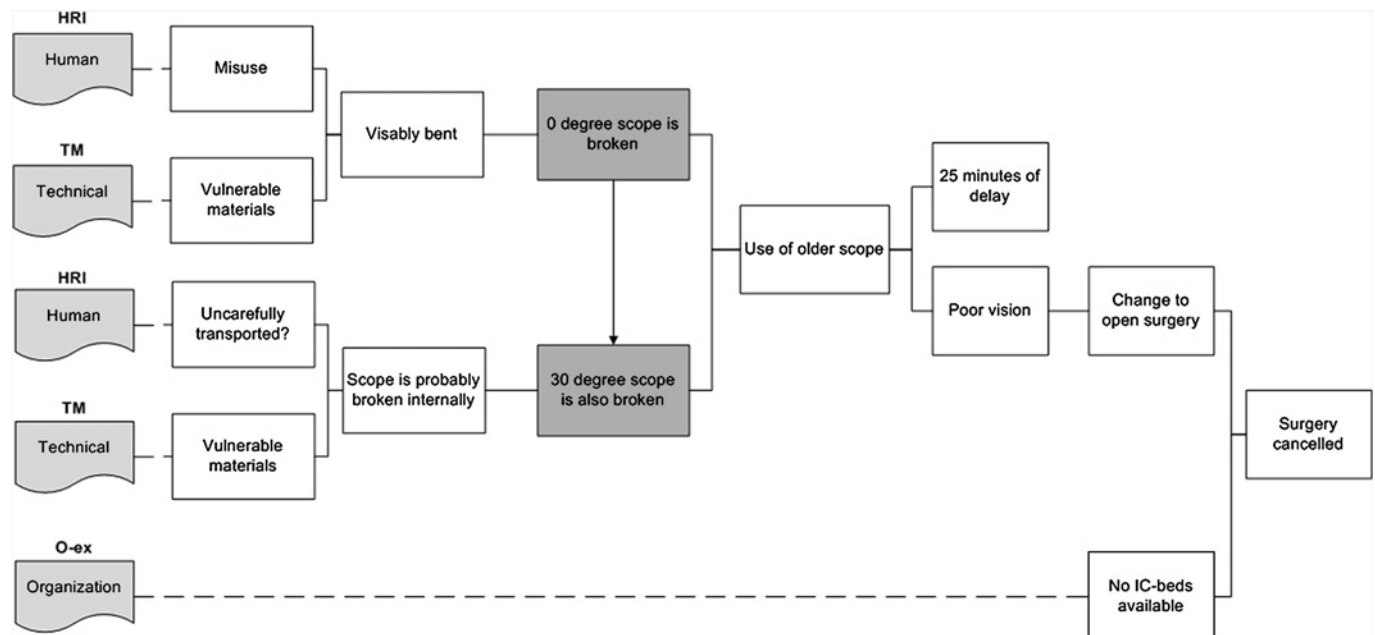 HRI
Human
Misuse
Visably bent
TM
Technical
Vulnerable
materials
0 degree scope is
broken
HRI
Human
Uncarefully
transported?
Scope is probably
broken internally
TM
Technical
Vulnerable
materials
30 degree scope
is also broken
Use of older scope
25 minutes of
delay
Poor vision
Change to
open surgery
Surgery
cancelled
O-ex
Organization
No IC-beds
available